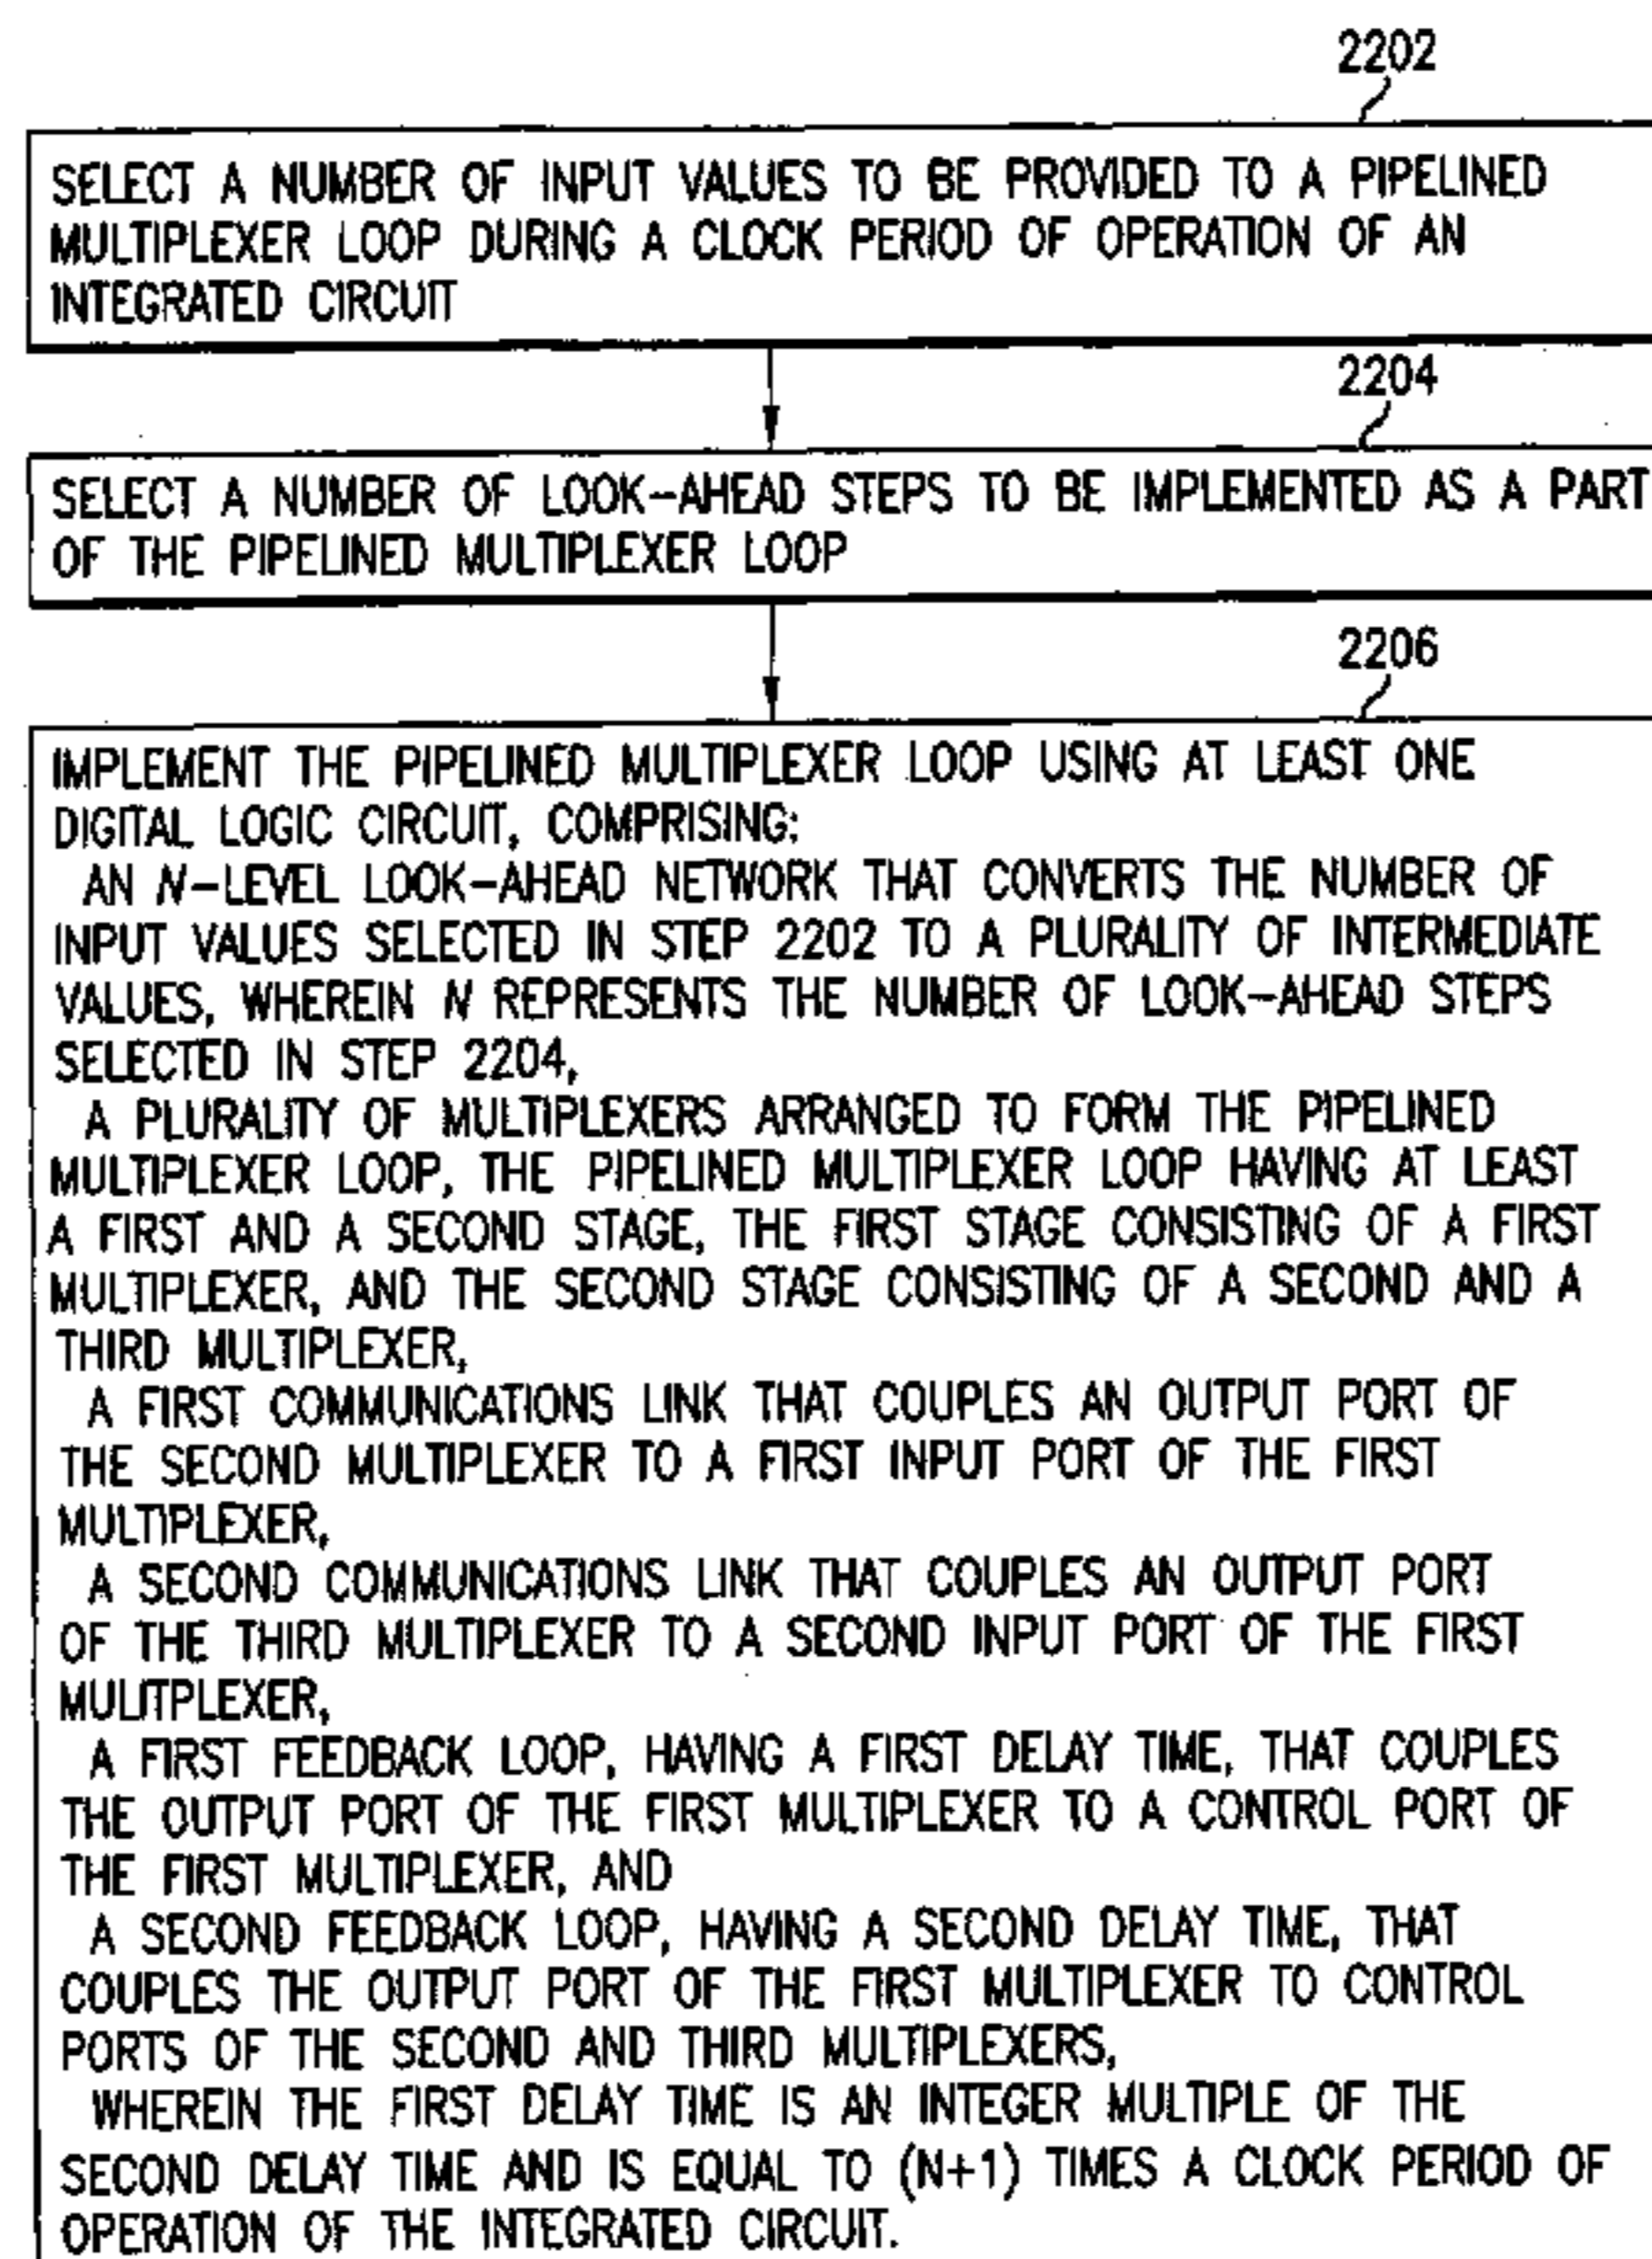 2202
SELECT A NUMBER OF INPUT VALUES TO BE PROVIDED TO A PIPELINED
MULTIPLEXER LOOP DURING A CLOCK PERIOD OF OPERATION OF AN
INTEGRATED CIRCUIT
2204
SELECT A NUMBER OF LOOK-AHEAD STEPS TO BE IMPLEMENTED AS A PART
OF THE PIPELINED MULTIPLEXER LOOP
2206
IMPLEMENT THE PIPELINED MULTIPLEXER LOOP USING AT LEAST ONE
DIGITAL LOGIC CIRCUIT, COMPRISING:
AN N-LEVEL LOOK-AHEAD NETWORK THAT CONVERTS THE NUMBER OF
INPUT VALUES SELECTED IN STEP 2202 TO A PLURALITY OF INTERMEDIATE
VALUES, WHEREIN N REPRESENTS THE NUMBER OF LOOK-AHEAD STEPS
SELECTED IN STEP 2204,
A PLURALITY OF MULTIPLEXERS ARRANGED TO FORM THE PIPELINED
MULTIPLEXER LOOP, THE PIPELINED MULTIPLEXER LOOP HAVING AT LEAST
A FIRST AND A SECOND STAGE, THE FIRST STAGE CONSISTING OF A FIRST
MULTIPLEXER, AND THE SECOND STAGE CONSISTING OF A SECOND AND A
THIRD MULTIPLEXER,
A FIRST COMMUNICATIONS LINK THAT COUPLES AN OUTPUT PORT OF
THE SECOND MULTIPLEXER TO A FIRST INPUT PORT OF THE FIRST
MULTIPLEXER,
A SECOND COMMUNICATIONS LINK THAT COUPLES AN OUTPUT PORT
OF THE THIRD MULTIPLEXER TO A SECOND INPUT PORT OF THE FIRST
MULITPLEXER,
A FIRST FEEDBACK LOOP, HAVING A FIRST DELAY TIME, THAT COUPLES
THE OUTPUT PORT OF THE FIRST MULTIPLEXER TO A CONTROL PORT OF
THE FIRST MULTIPLEXER, AND
A SECOND FEEDBACK LOOP, HAVING A SECOND DELAY TIME, THAT
COUPLES THE OUTPUT PORT OF THE FIRST MULTIPLEXER TO CONTROL
PORTS OF THE SECOND AND THIRD MULTIPLEXERS,
WHEREIN THE FIRST DELAY TIME IS AN INTEGER MULTIPLE OF THE
SECOND DELAY TIME AND IS EQUAL TO (N+1) TIMES A CLOCK PERIOD OF
OPERATION OF THE INTEGRATED CIRCUIT.